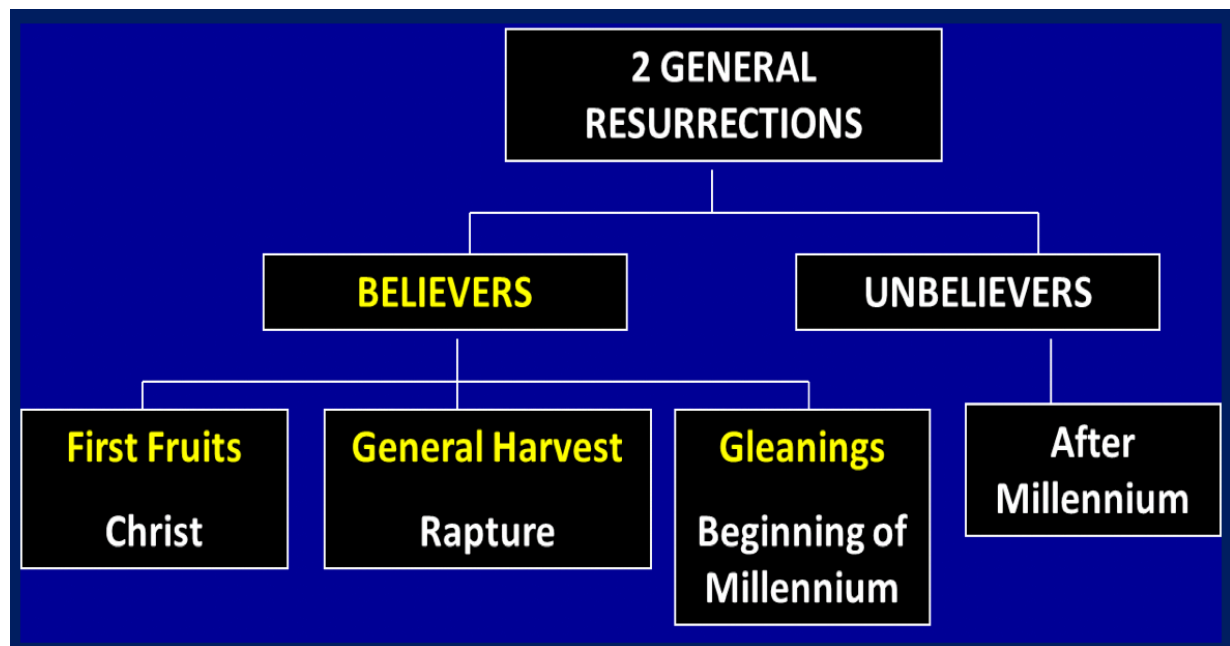 2 GENERAL
RESURRECTIONS
BELIEVERS
UNBELIEVERS
First Fruits
Christ
General Harvest
Rapture
Gleanings
Beginning of
Millennium
After
Millennium